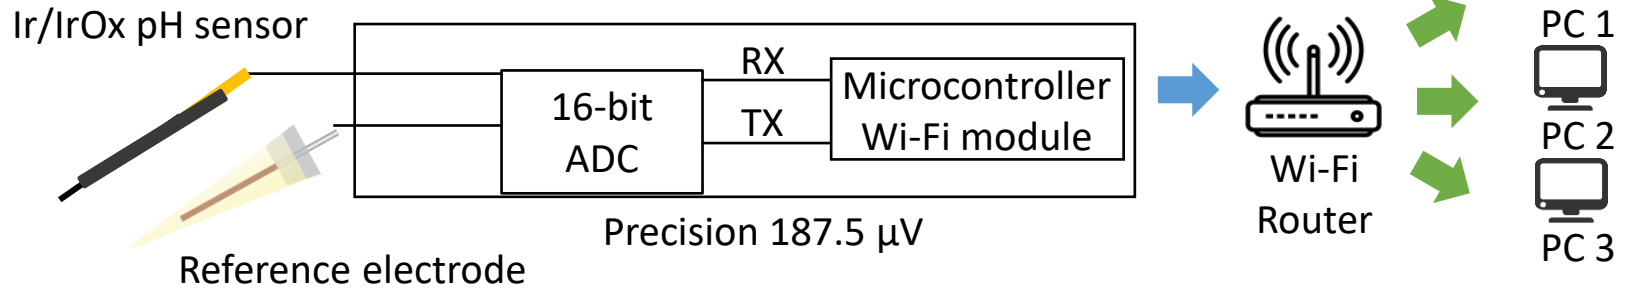 Ir/IrOx pH sensor
RX
16-bit
ADC
TX
Microcontroller
Wi-Fi module
Precision 187.5 µV
Reference electrode
Wi-Fi
Router
PC 1
PC 2
PC 3